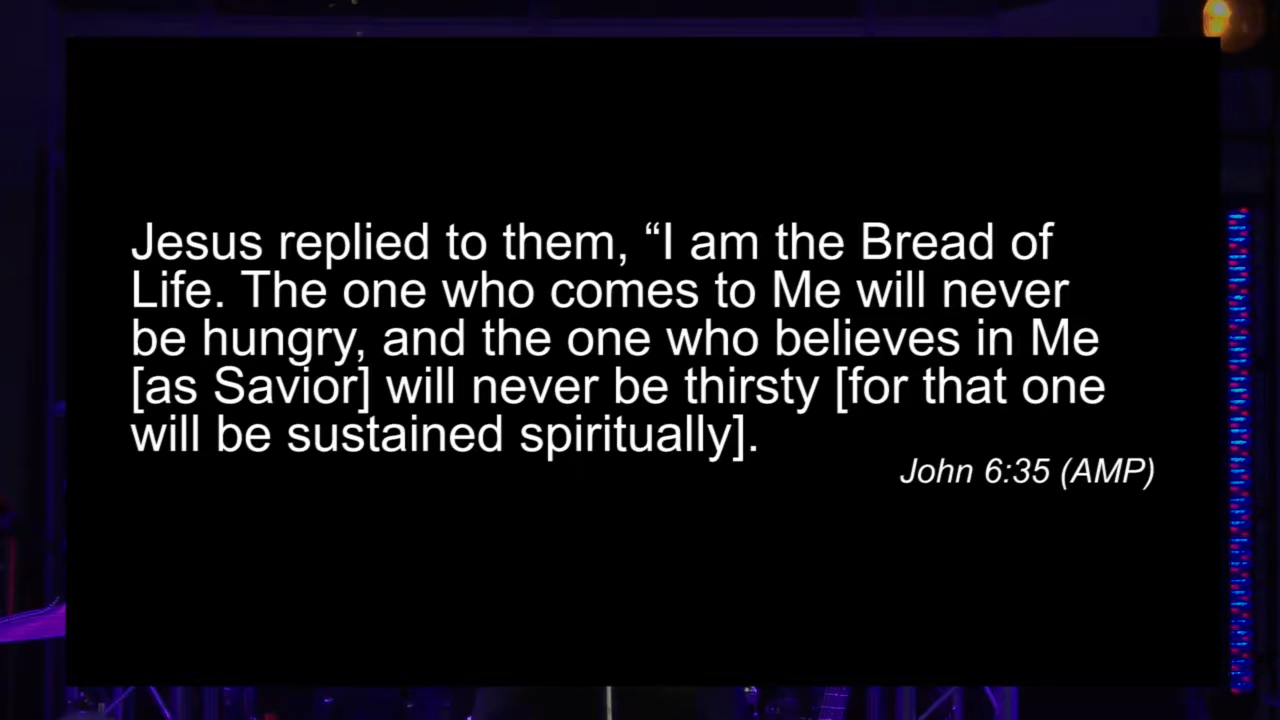 Jesus replied to them, “I am the Bread of
Life. The one who comes to Me will never
be hungry, and the one who believes in Me
[as Savior] will never be thirsty [for that one
will be sustained spiritually].
John 6:35 (AMP)